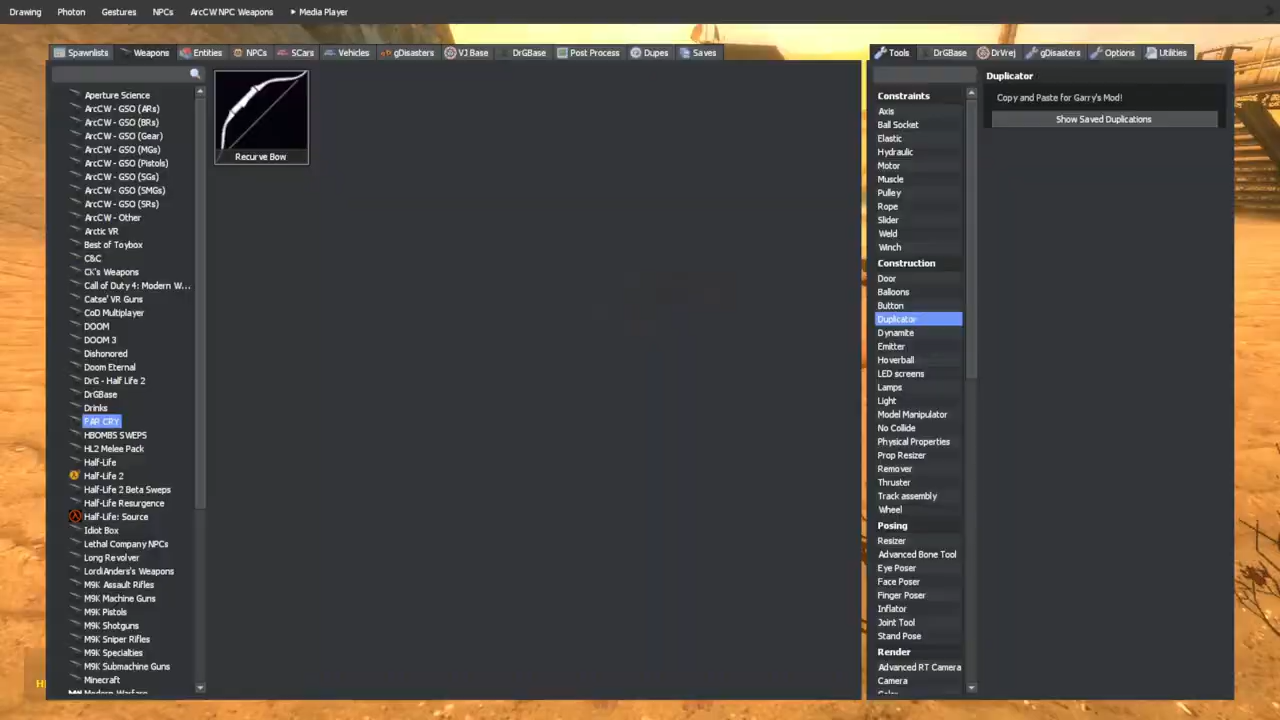 Drawing Photon Gestures NPCs ArcCW NPC Weapons Media Player
Spawnlists Weapons Entities NPCs SCars Vehicles gDisasters VJ Base DrGBase Post Process Dupes Saves
Aperture Science
ArcCW - GSO (ARs)
ArcCW - GSO (BRs)
ArcCW - GSO (Gear)
ArcCW - GSO (MGs)
ArcCW - GSO (Pistols)
ArcCW - GSO (SGs)
ArcCW - GSO (SMGs)
ArcCW - GSO (SRs)
ArcCW - Other
Arctic VR
Best of Toybox
C&C
CK's Weapons
Call of Duty 4: Modern W...
Catse' VR Guns
CoD Multiplayer
DOOM
DOOM 3
Dishonored
Doom Eternal
DrG - Half Life 2
DrGBase
Drinks
FAR CRY
HBOMBS SWEPS
HL2 Melee Pack
Half-Life
Half-Life 2
Half-Life 2 Beta Sweps
Half-Life Resurgence
Half-Life: Source
Idiot Box
Lethal Company NPCs
Long Revolver
LordiAnders's Weapons
M9K Assault Rifles
M9K Machine Guns
M9K Pistols
M9K Shotguns
M9K Sniper Rifles
M9K Specialties
M9K Submachine Guns
Minecraft
Modern Warfare
Recurve Bow
Tools DrGBase DrVrej gDisasters Options Utilities
Constraints
Axis
Ball Socket
Elastic
Hydraulic
Motor
Muscle
Pulley
Rope
Slider
Weld
Winch
Construction
Door
Balloons
Button
Duplicator
Dynamite
Emitter
Hoverball
LED screens
Lamps
Light
Model Manipulator
No Collide
Physical Properties
Prop Resizer
Remover
Thruster
Track assembly
Wheel
Posing
Resizer
Advanced Bone Tool
Eye Poser
Face Poser
Finger Poser
Inflator
Joint Tool
Stand Pose
Render
Advanced RT Camera
Camera
Color
Duplicator
Copy and Paste for Garry's Mod!
Show Saved Duplications